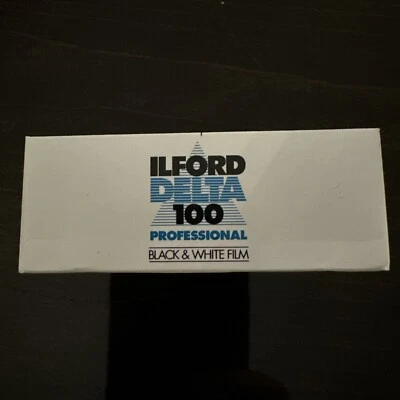 ILFORD
DELTA
100
PROFESSIONAL
BLACK & WHITE FILM